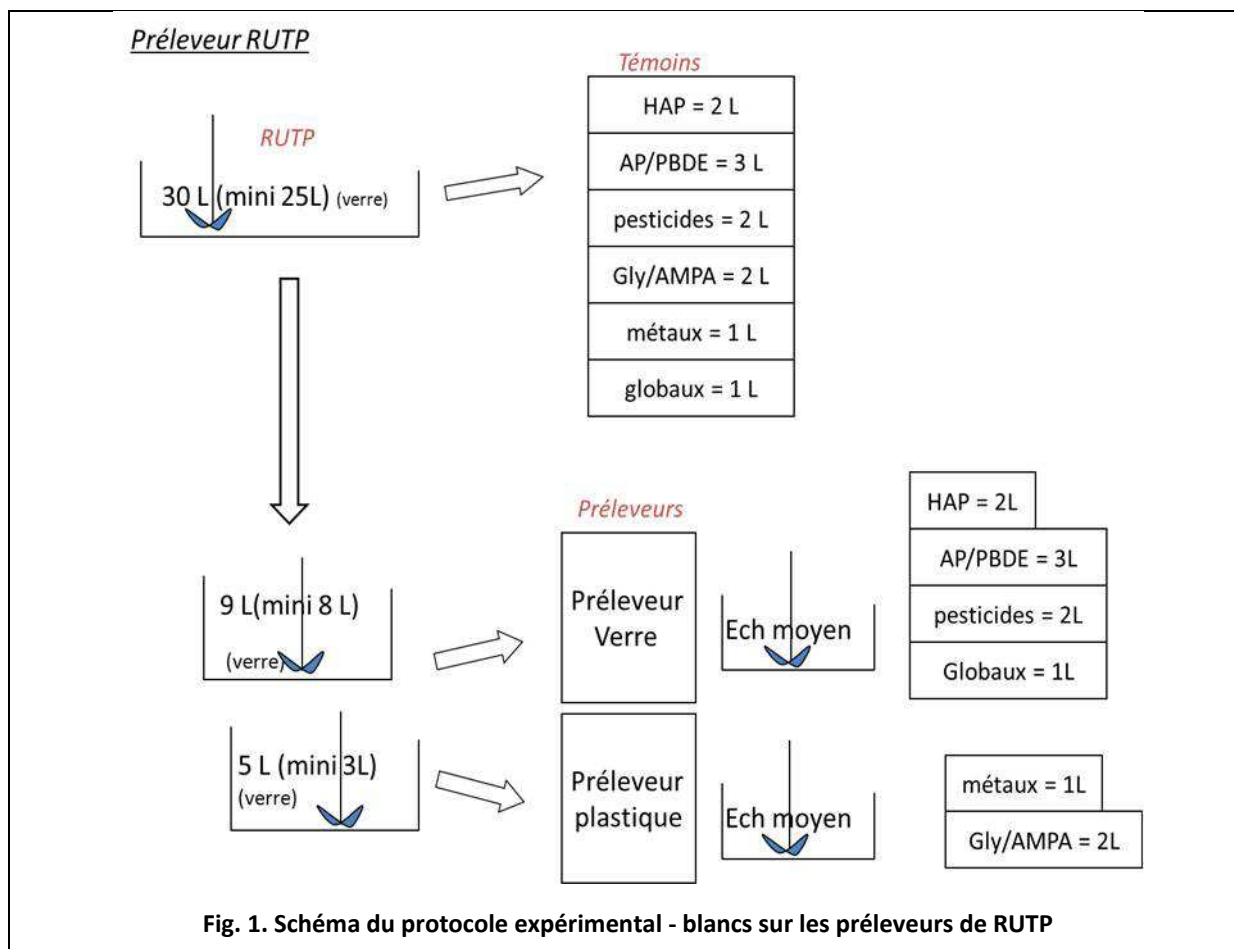 Préleveur RUTP
Témoins
HAP = 2 L
RUTP
AP/PBDE = 3 L
30 L (mini 25L) (verre)
pesticides = 2 L
Gly/AMPA = 2 L
métaux = 1 L
globaux = 1 L
Préleveurs
HAP = 2L
9 L(mini 8 L)
(verre)
Préleveur
Verre
Ech moyen
AP/PBDE = 3L
pesticides = 2L
Globaux = 1L
5 L (mini 3L)
(verre)
Préleveur
plastique
Ech moyen
métaux = 1L
Gly/AMPA = 2L
Fig. 1. Schéma du protocole expérimental - blancs sur les préleveurs de RUTP